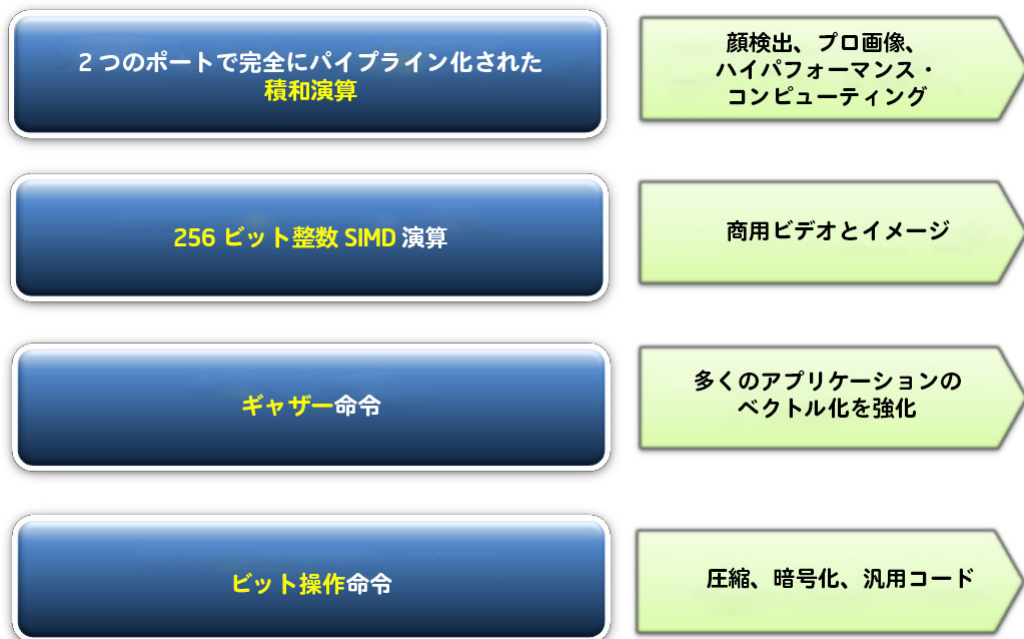 2 つのポートで完全にパイプライン化された
積和演算
顔検出、プロ画像、
ハイパフォーマンス・
コンピューティング
256 ビット整数 SIMD 演算
商用ビデオとイメージ
ギャザー命令
多くのアプリケーションの
ベクトル化を強化
ビット操作命令
圧縮、暗号化、汎用コード